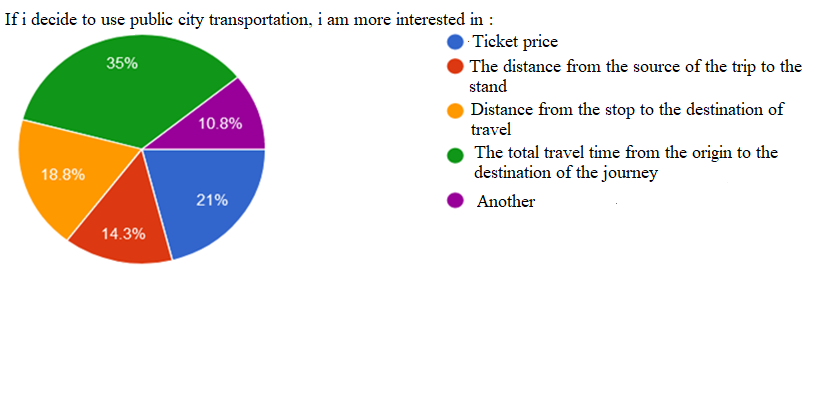 If i decide to use public city transportation, i am more interested in :
Ticket price
The distance from the source of the trip to the
stand
Distance from the stop to the destination of
travel
The total travel time from the origin to the
destination of the journey
Another
35%
10.8%
18.8%
21%
14.3%